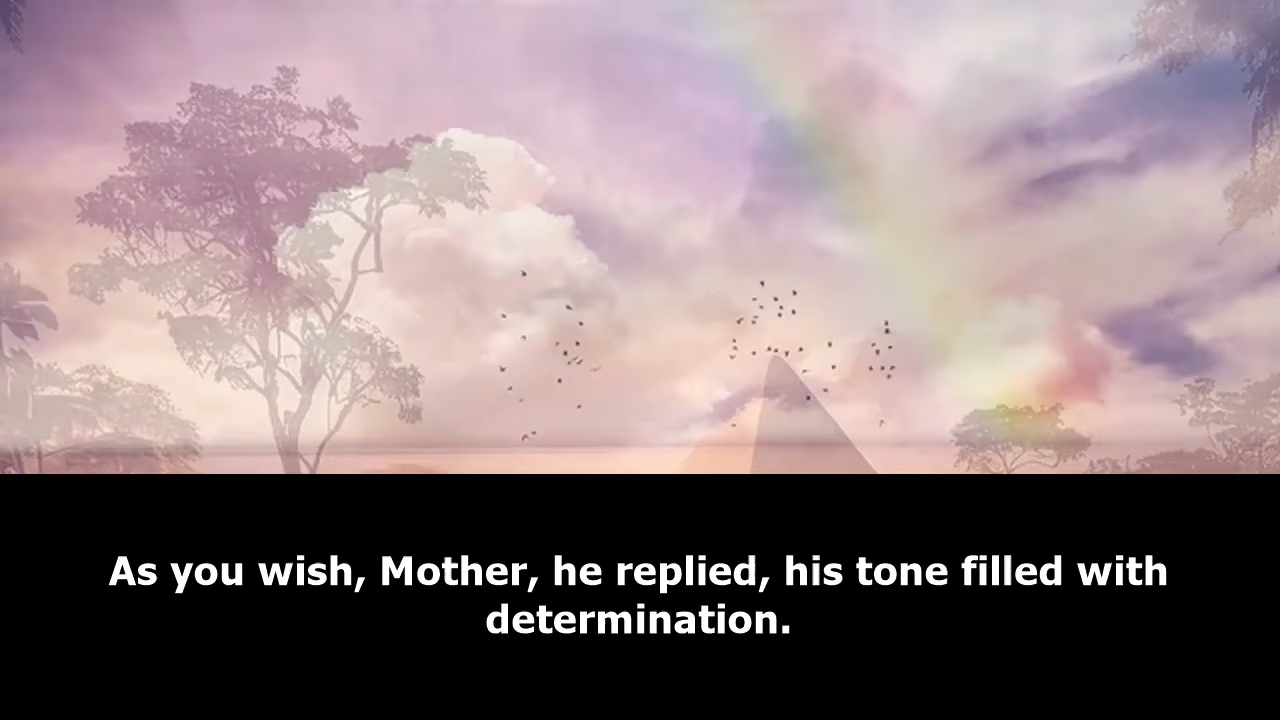 As you wish, Mother, he replied, his tone filled with
determination.